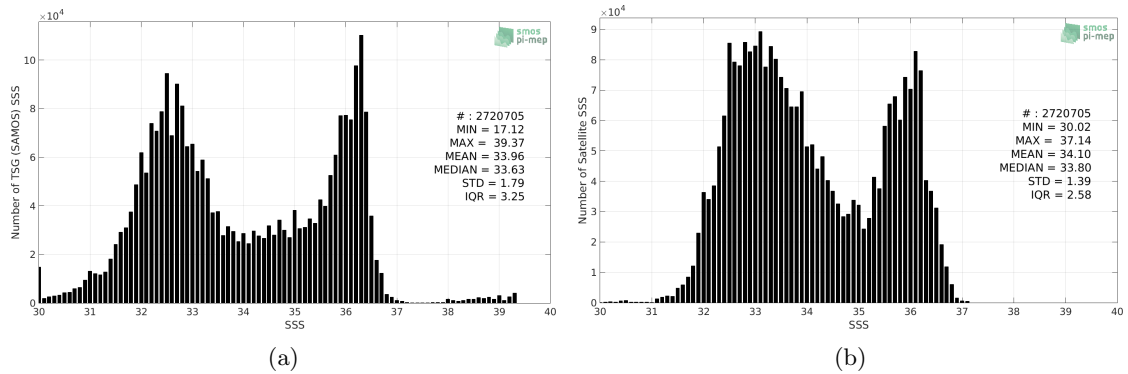 ×10⁴
smos
pi-mep
Number of TSG (SAMOS) SSS
10
8
6
4
2
0
# : 2720705
MIN = 17.12
MAX = 39.37
MEAN = 33.96
MEDIAN = 33.63
STD = 1.79
IQR = 3.25
30 31 32 33 34 35 36 37 38 39 40
SSS
(a)
×10⁴
smos
pi-mep
Number of Satellite SSS
9
8
7
6
5
4
3
2
1
0
# : 2720705
MIN = 30.02
MAX = 37.14
MEAN = 34.10
MEDIAN = 33.80
STD = 1.39
IQR = 2.58
30 31 32 33 34 35 36 37 38 39 40
SSS
(b)